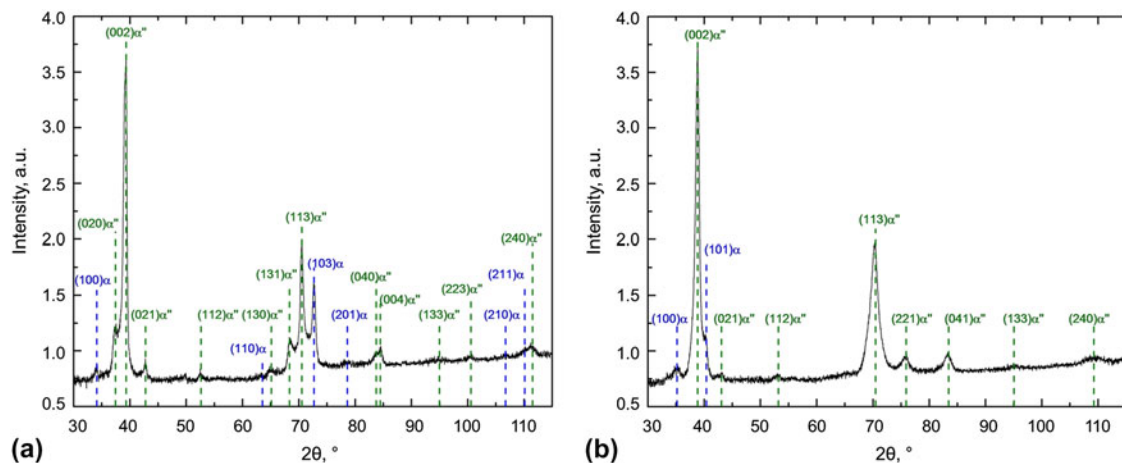 4.0
3.5
3.0
2.5
2.0
1.5
1.0
0.5
Intensity, a.u.
(002)α"
(020)α"
(113)α"
(240)α"
(131)α"
(103)α
(211)α
(100)α
(040)α"
(223)α"
(004)α"
(021)α"
(112)α"
(130)α"
(201)α
(133)α"
(210)α
(110)α
30 40 50 60 70 80 90 100 110
2θ, °
(a)
4.0
3.5
3.0
2.5
2.0
1.5
1.0
0.5
Intensity, a.u.
(002)α"
(113)α"
(101)α
(100)α
(021)α"
(112)α"
(221)α"
(041)α"
(133)α"
(240)α"
30 40 50 60 70 80 90 100 110
2θ, °
(b)